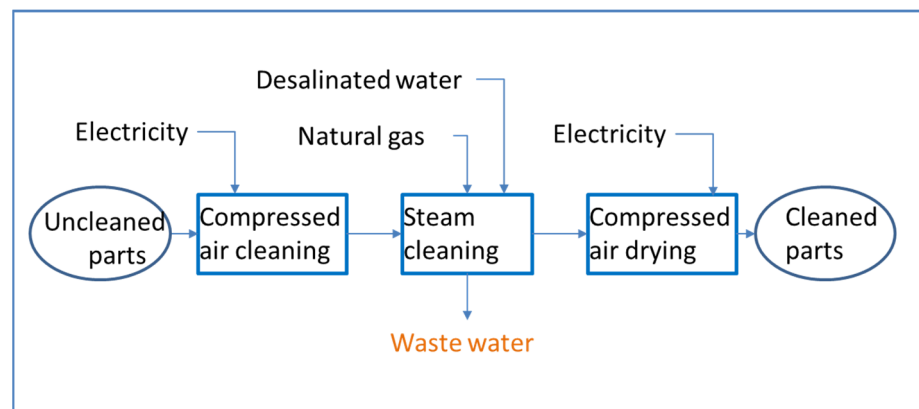 Desalinated water
Electricity
Natural gas
Electricity
Uncleaned
parts
Compressed
air cleaning
Steam
cleaning
Compressed
air drying
Cleaned
parts
Waste water